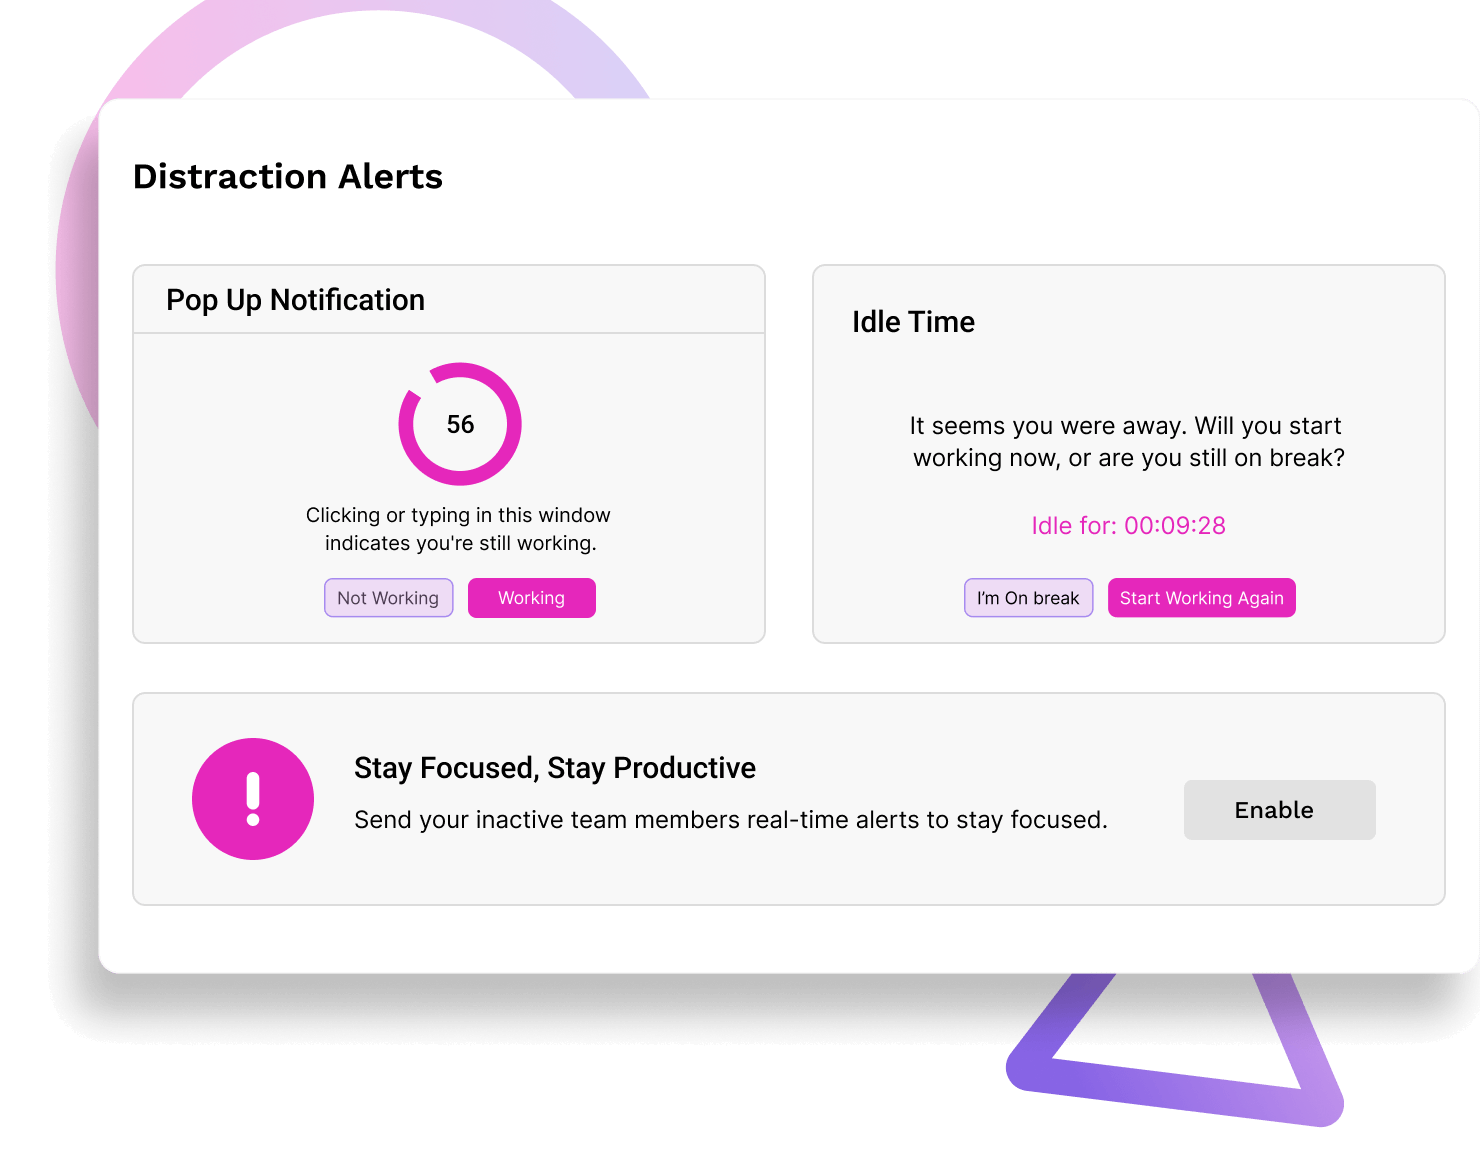 Distraction Alerts
Pop Up Notification
56
Clicking or typing in this window
indicates you're still working.
Not Working
Working
Idle Time
It seems you were away. Will you start
working now, or are you still on break?
Idle for: 00:09:28
I’m On break
Start Working Again
Stay Focused, Stay Productive
Send your inactive team members real-time alerts to stay focused.
Enable